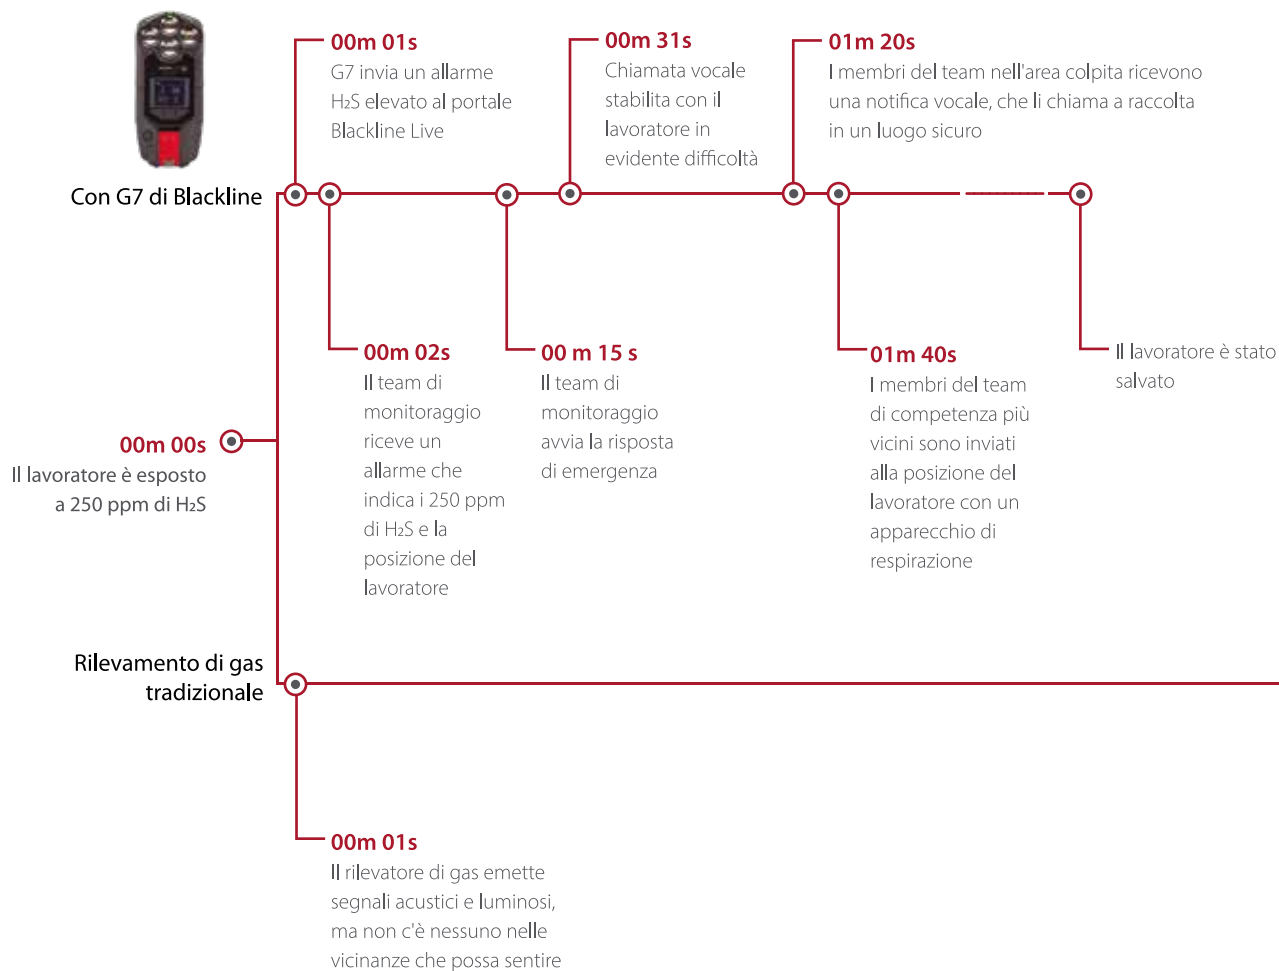 00m 01s
G7 invia un allarme
H₂S elevato al portale
Blackline Live
00m 31s
Chiamata vocale
stabilita con il
lavoratore in
evidente difficoltà
01m 20s
I membri del team nell'area colpita ricevono
una notifica vocale, che li chiama a raccolta
in un luogo sicuro
Con G7 di Blackline
00m 02s
Il team di
monitoraggio
riceve un
allarme che
indica i 250 ppm
di H₂S e la
posizione del
lavoratore
00 m 15 s
Il team di
monitoraggio
avvia la risposta
di emergenza
01m 40s
I membri del team
di competenza più
vicini sono inviati
alla posizione del
lavoratore con un
apparecchio di
respirazione
Il lavoratore è stato
salvato
00m 00s
Il lavoratore è esposto
a 250 ppm di H₂S
Rilevamento di gas
tradizionale
00m 01s
Il rilevatore di gas emette
segnali acustici e luminosi,
ma non c'è nessuno nelle
vicinanze che possa sentire